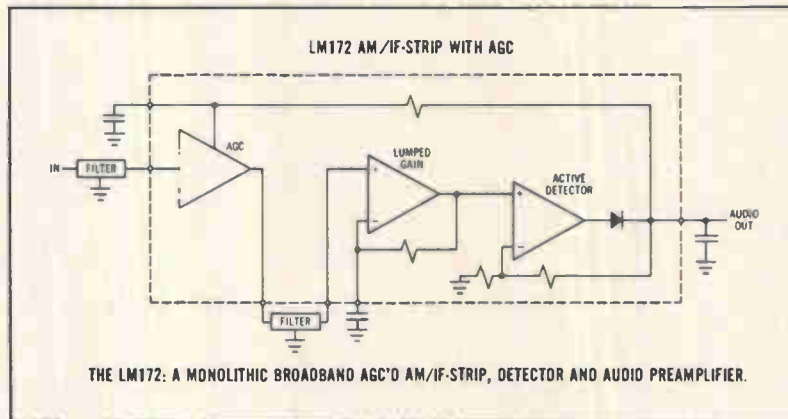 LM172 AM/IF-STRIP WITH AGC
AGC
LUMPED
GAIN
ACTIVE
DETECTOR
IN
FILTER
AUDIO
OUT
FILTER
THE LM172: A MONOLITHIC BROADBAND AGC'D AM/IF-STRIP, DETECTOR AND AUDIO PREAMPLIFIER.